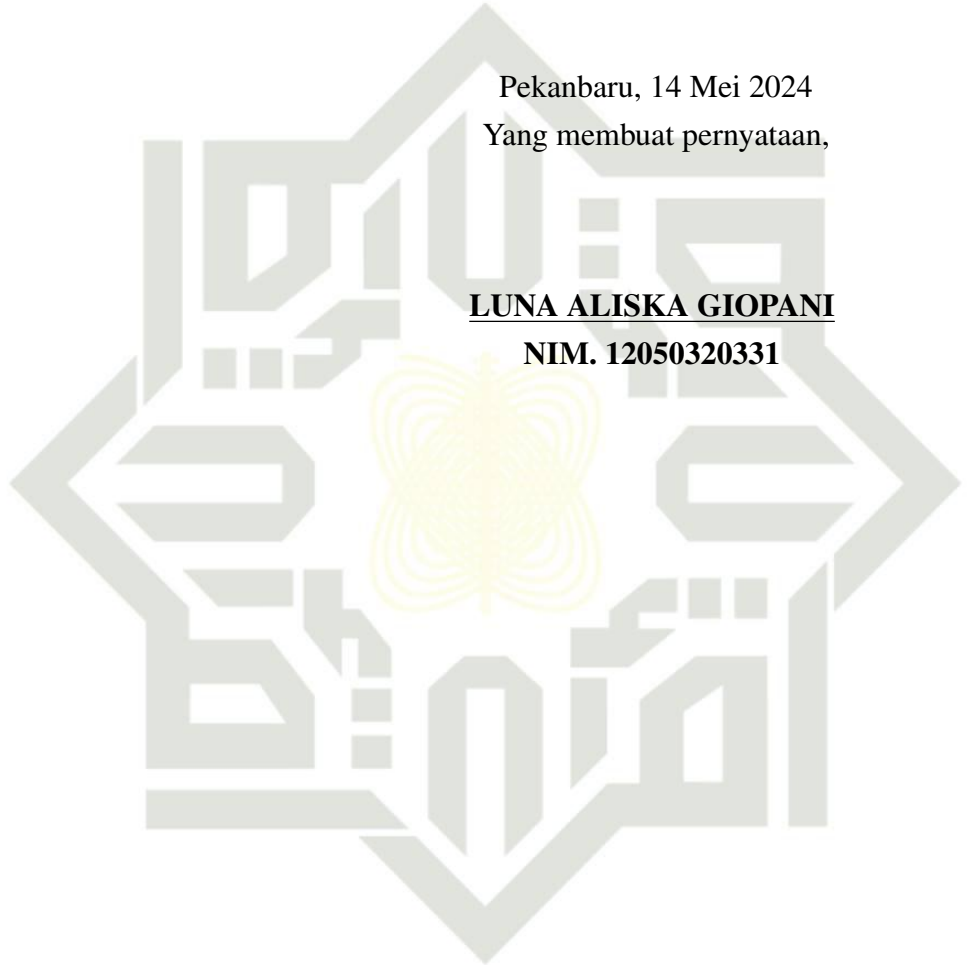 Pekanbaru, 14 Mei 2024
Yang membuat pernyataan,
LUNA ALISKA GIOPANI
NIM. 12050320331